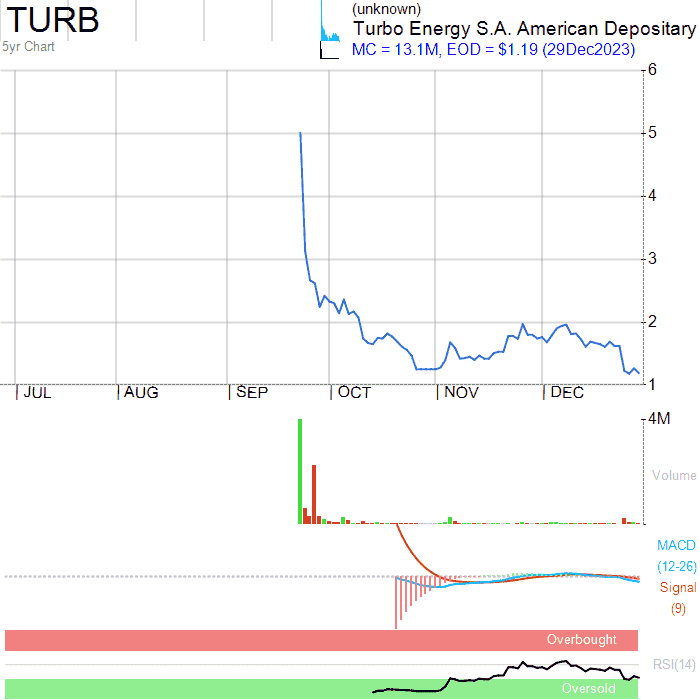 TURB
5yr Chart
(unknown)
Turbo Energy S.A. American Depositary
MC = 13.1M, EOD = $1.19 (29Dec2023)
6
5
4
3
2
1
JUL AUG SEP OCT NOV DEC
4M
Volume
MACD
(12-26)
Signal
(9)
Overbought
RSI(14)
Oversold